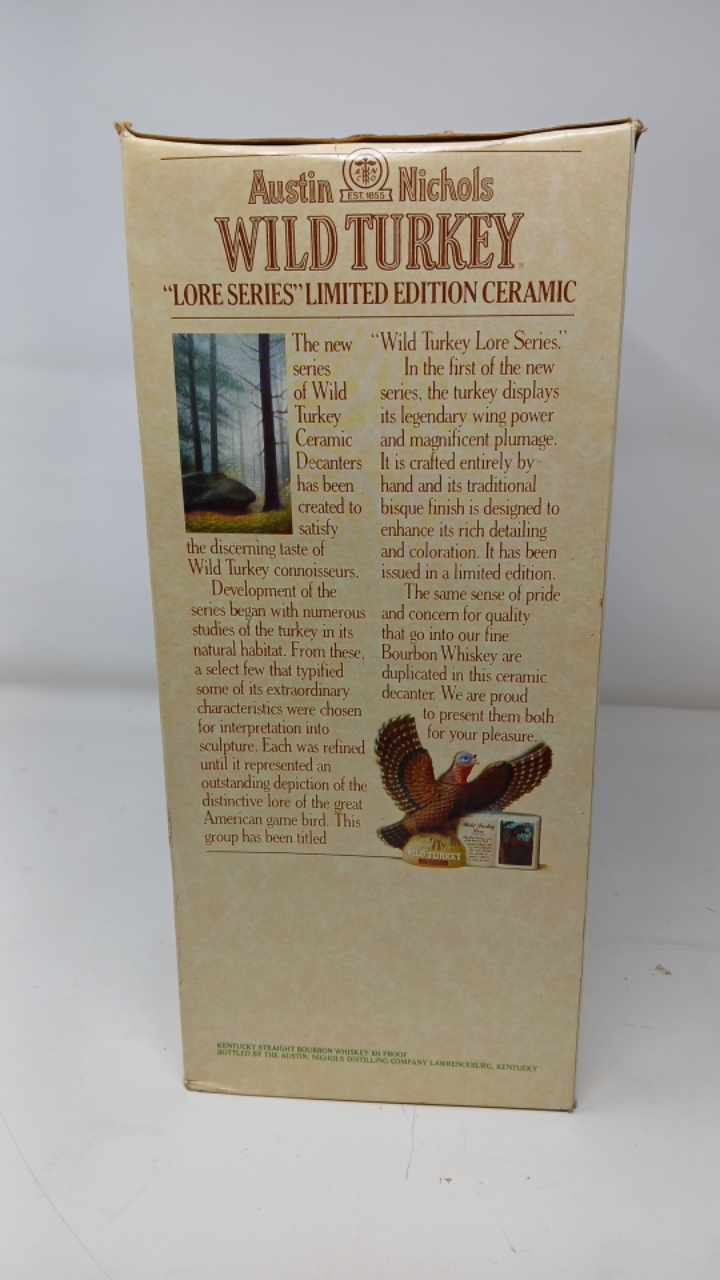 Austin Nichols
EST. 1855
WILD TURKEY
“LORE SERIES” LIMITED EDITION CERAMIC
The new
series
of Wild
Turkey
Ceramic
Decanters
has been
created to
satisfy
the discerning taste of
Wild Turkey connoisseurs.
Development of the
series began with numerous
studies of the turkey in its
natural habitat. From these,
a select few that typified
some of its extraordinary
characteristics were chosen
for interpretation into
sculpture. Each was refined
until it represented an
outstanding depiction of the
distinctive lore of the great
American game bird. This
group has been titled
“Wild Turkey Lore Series.”
In the first of the new
series, the turkey displays
its legendary wing power
and magnificent plumage.
It is crafted entirely by-
hand and its traditional
bisque finish is designed to
enhance its rich detailing
and coloration. It has been
issued in a limited edition.
The same sense of pride
and concern for quality
that go into our fine
Bourbon Whiskey are
duplicated in this ceramic
decanter. We are proud
to present them both
for your pleasure.
Wild Turkey
Lore
WILD TURKEY
KENTUCKY STRAIGHT BOURBON WHISKEY 101 PROOF
BOTTLED BY THE AUSTIN, NICHOLS DISTILLING COMPANY LAWRENCEBURG, KENTUCKY